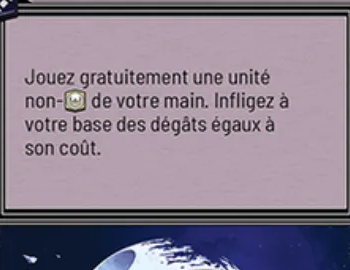 Jouez gratuitement une unité
non- de votre main. Infligez à
votre base des dégâts égaux à
son coût.